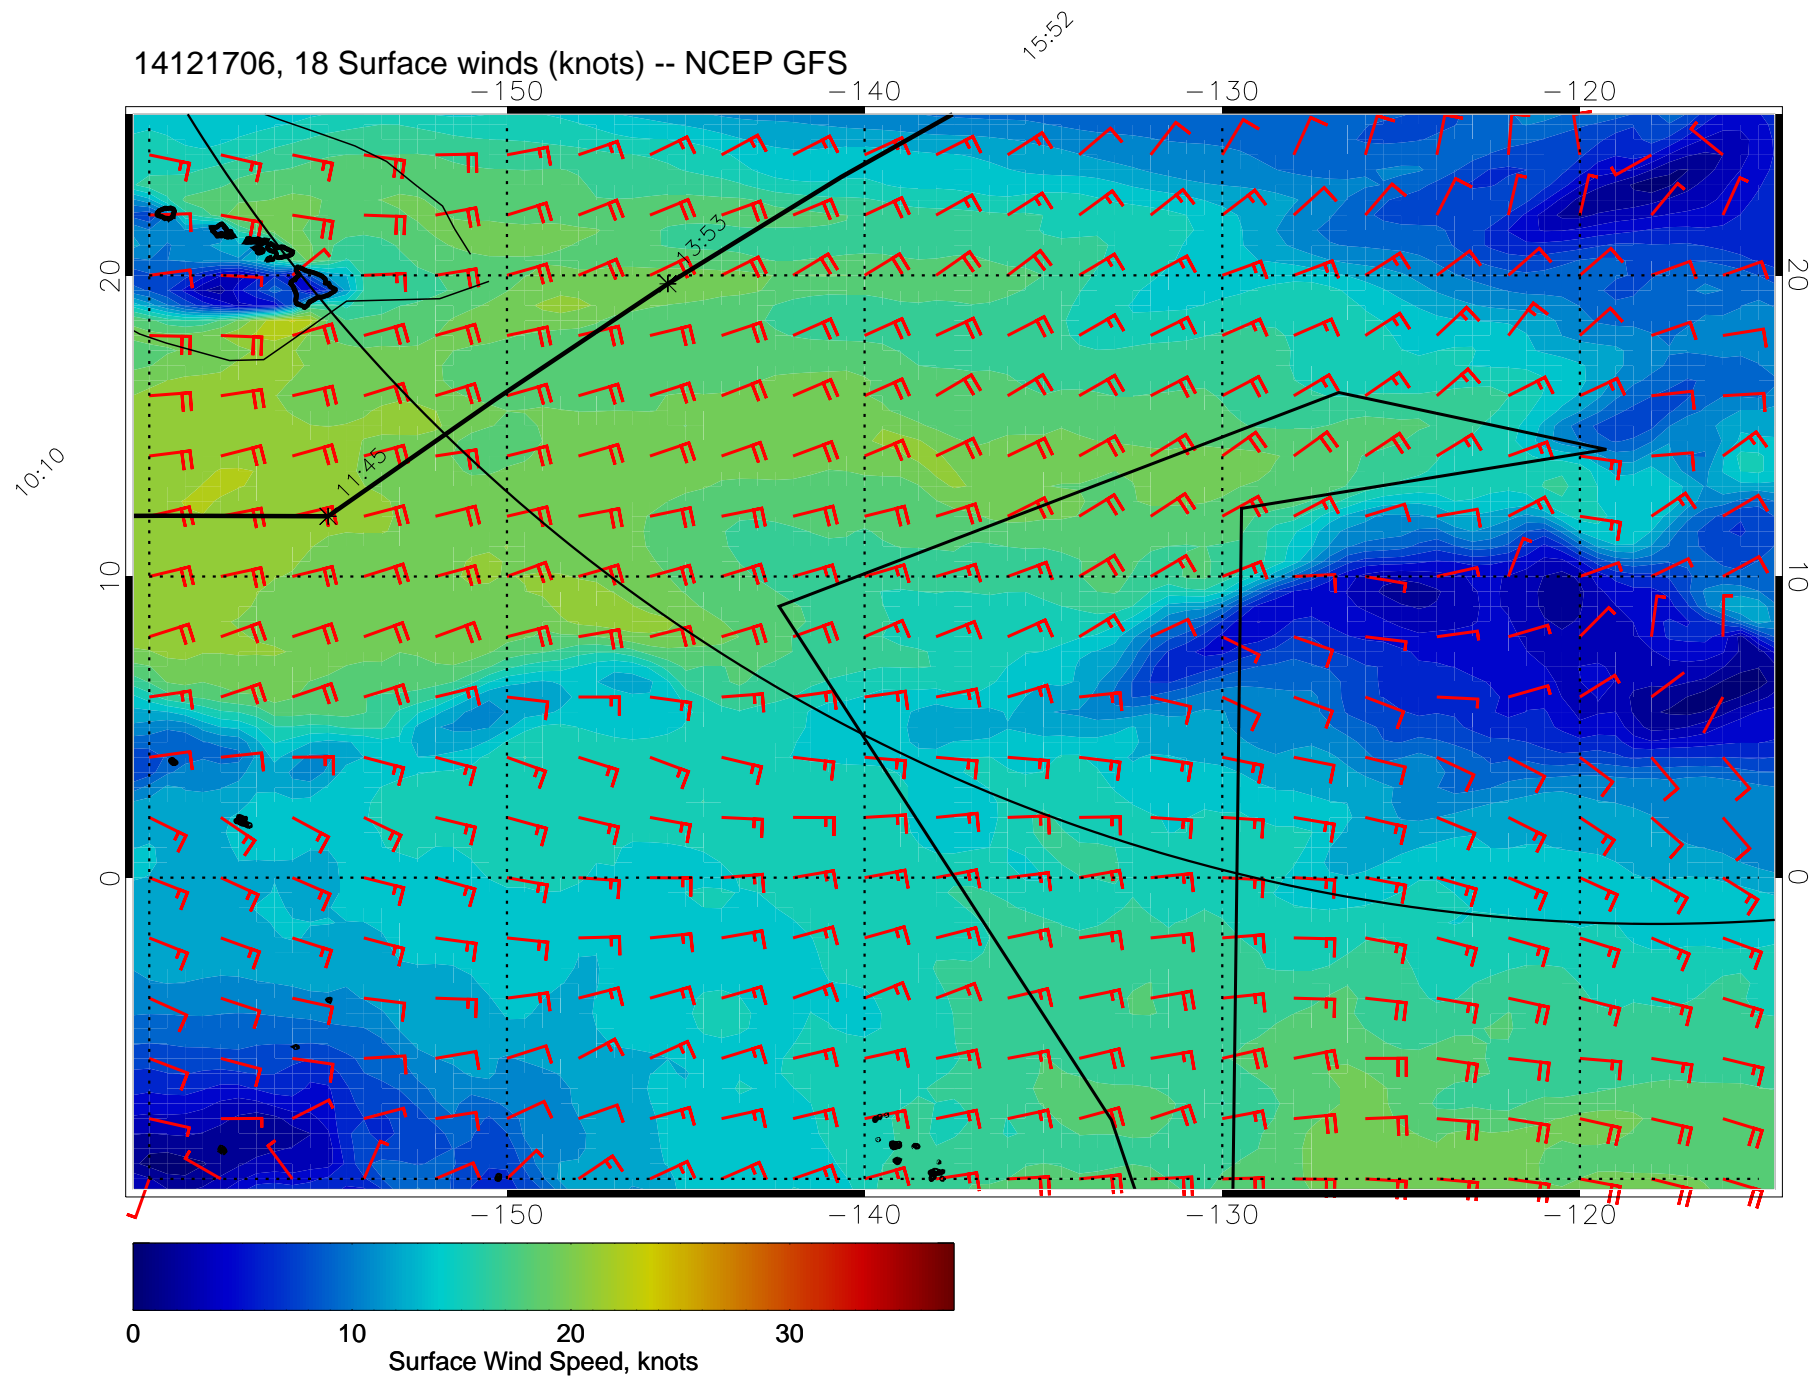 15:52
14121706, 18 Surface winds (knots) -- NCEP GFS
−150 −140 −130 −120
13:53
20 20
11:45
10:10
10 10
0 0
−150 −140 −130 −120
0 10 20 30
Surface Wind Speed, knots